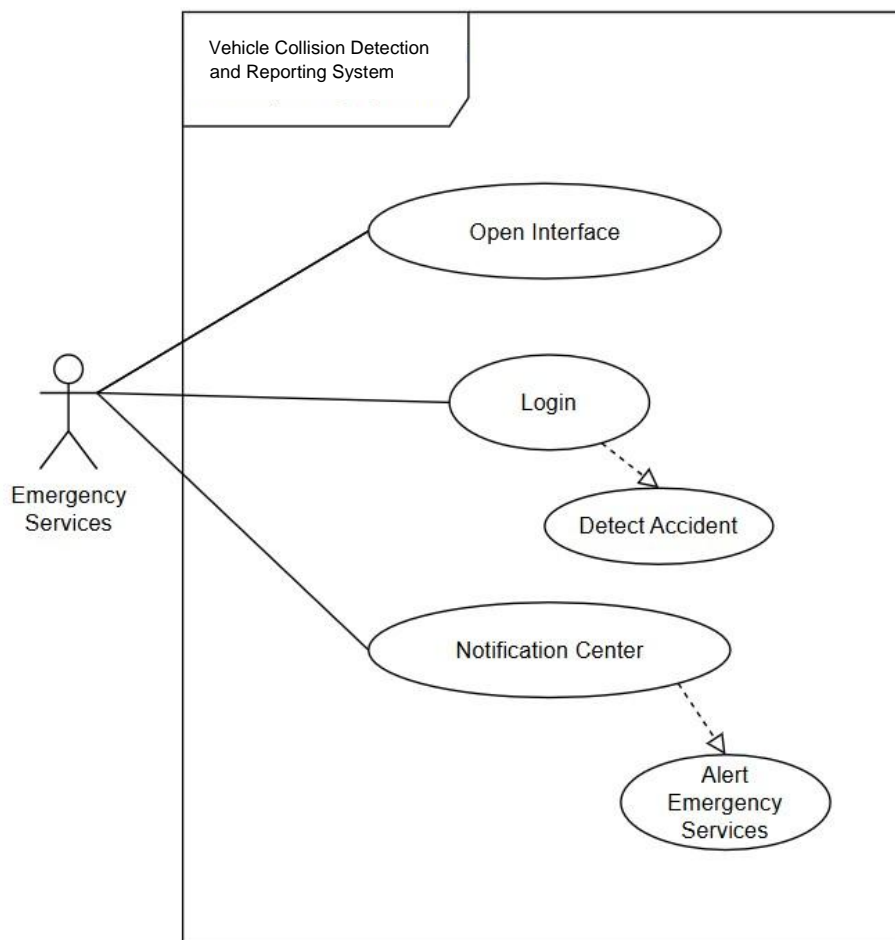 Vehicle Collision Detection
and Reporting System
Open Interface
Login
Emergency
Services
Detect Accident
Notification Center
Alert
Emergency
Services